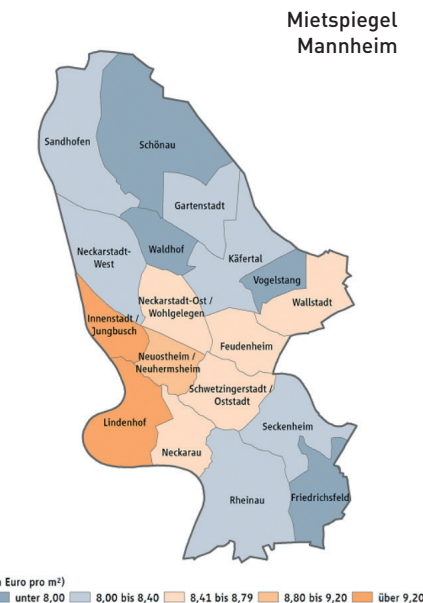 Mietspiegel
Mannheim
Sandhofen
Schönau
Gartenstadt
Neckarstadt-
West
Waldhof
Käfertal
Vogelstang
Wallstadt
Neckarstadt-Ost /
Wohlgelegen
Innenstadt /
Jungbusch
Feudenheim
Neuostheim /
Neuhermsheim
Schwetzingerstadt /
Oststadt
Lindenhof
Seckenheim
Neckarau
Rheinau
Friedrichsfeld
Euro pro m²)
unter 8,00 8,00 bis 8,40 8,41 bis 8,79 8,80 bis 9,20 über 9,20